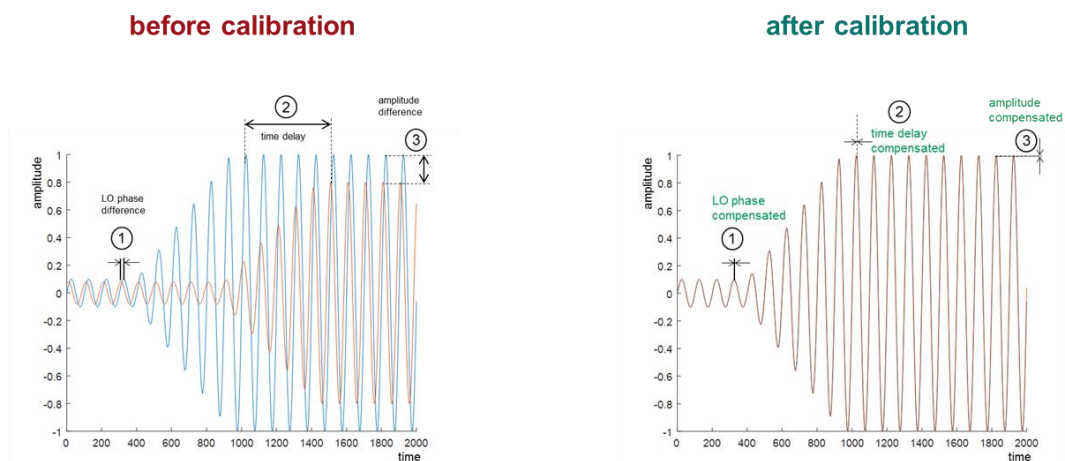 before calibration
after calibration
amplitude
difference
2
time delay
3
LO phase
difference
1
amplitude
1
0.8
0.6
0.4
0.2
0
-0.2
-0.4
-0.6
-0.8
-1
0 200 400 600 800 1000 1200 1400 1600 1800 2000
time
amplitude
compensated
2
time delay
compensated
3
LO phase
compensated
1
amplitude
1
0.8
0.6
0.4
0.2
0
-0.2
-0.4
-0.6
-0.8
-1
0 200 400 600 800 1000 1200 1400 1600 1800 2000
time